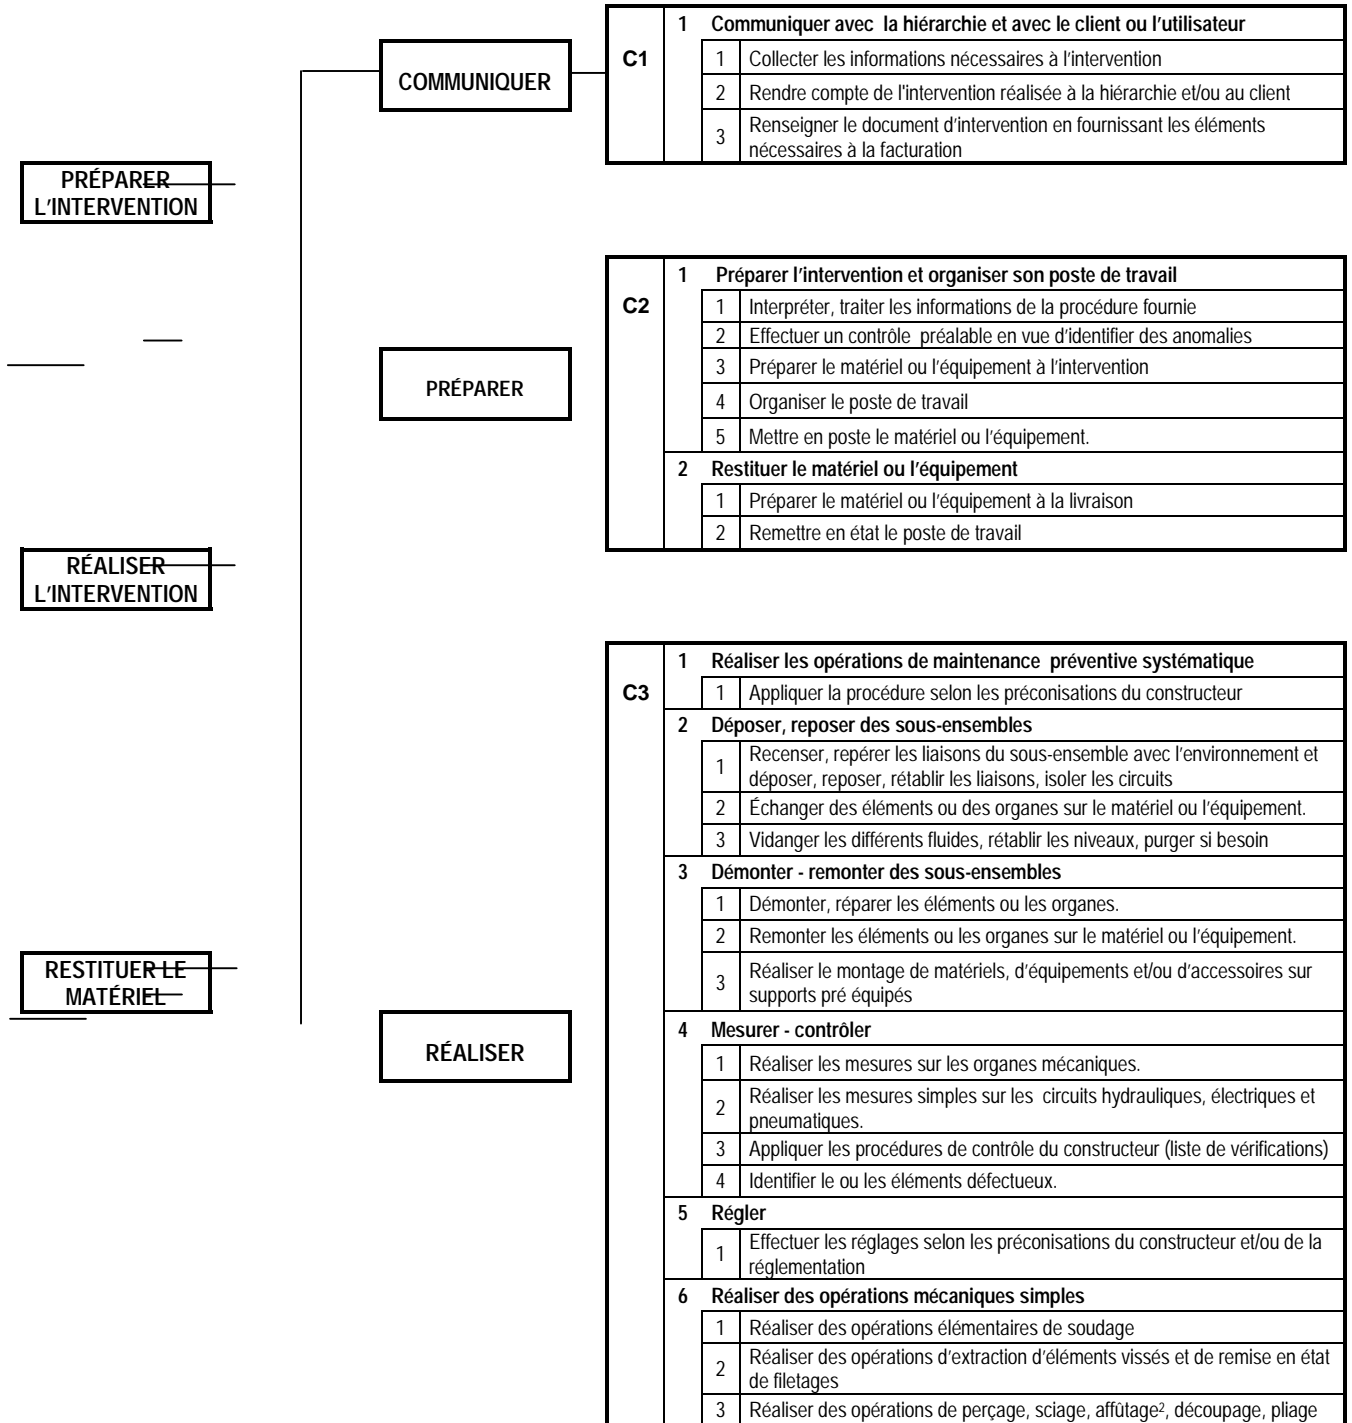 PRÉPARER
L'INTERVENTION
RÉALISER
L'INTERVENTION
RESTITUER LE
MATÉRIEL
COMMUNIQUER
PRÉPARER
RÉALISER
C1
1 Communiquer avec la hiérarchie et avec le client ou l'utilisateur
1 Collecter les informations nécessaires à l'intervention
2 Rendre compte de l'intervention réalisée à la hiérarchie et/ou au client
3 Renseigner le document d'intervention en fournissant les éléments
nécessaires à la facturation
C2
1 Préparer l'intervention et organiser son poste de travail
1 Interpréter, traiter les informations de la procédure fournie
2 Effectuer un contrôle préalable en vue d'identifier des anomalies
3 Préparer le matériel ou l'équipement à l'intervention
4 Organiser le poste de travail
5 Mettre en poste le matériel ou l'équipement.
2 Restituer le matériel ou l'équipement
1 Préparer le matériel ou l'équipement à la livraison
2 Remettre en état le poste de travail
C3
1 Réaliser les opérations de maintenance préventive systématique
1 Appliquer la procédure selon les préconisations du constructeur
2 Déposer, reposer des sous-ensembles
1 Recenser, repérer les liaisons du sous-ensemble avec l'environnement et
déposer, reposer, rétablir les liaisons, isoler les circuits
2 Échanger des éléments ou des organes sur le matériel ou l'équipement.
3 Vidanger les différents fluides, rétablir les niveaux, purger si besoin
3 Démonter - remonter des sous-ensembles
1 Démonter, réparer les éléments ou les organes.
2 Remonter les éléments ou les organes sur le matériel ou l'équipement.
3 Réaliser le montage de matériels, d'équipements et/ou d'accessoires sur
supports pré équipés
4 Mesurer - contrôler
1 Réaliser les mesures sur les organes mécaniques.
2 Réaliser les mesures simples sur les circuits hydrauliques, électriques et
pneumatiques.
3 Appliquer les procédures de contrôle du constructeur (liste de vérifications)
4 Identifier le ou les éléments défectueux.
5 Régler
1 Effectuer les réglages selon les préconisations du constructeur et/ou de la
réglementation
6 Réaliser des opérations mécaniques simples
1 Réaliser des opérations élémentaires de soudage
2 Réaliser des opérations d'extraction d'éléments vissés et de remise en état
de filetages
3 Réaliser des opérations de perçage, sciage, affûtage², découpage, pliage